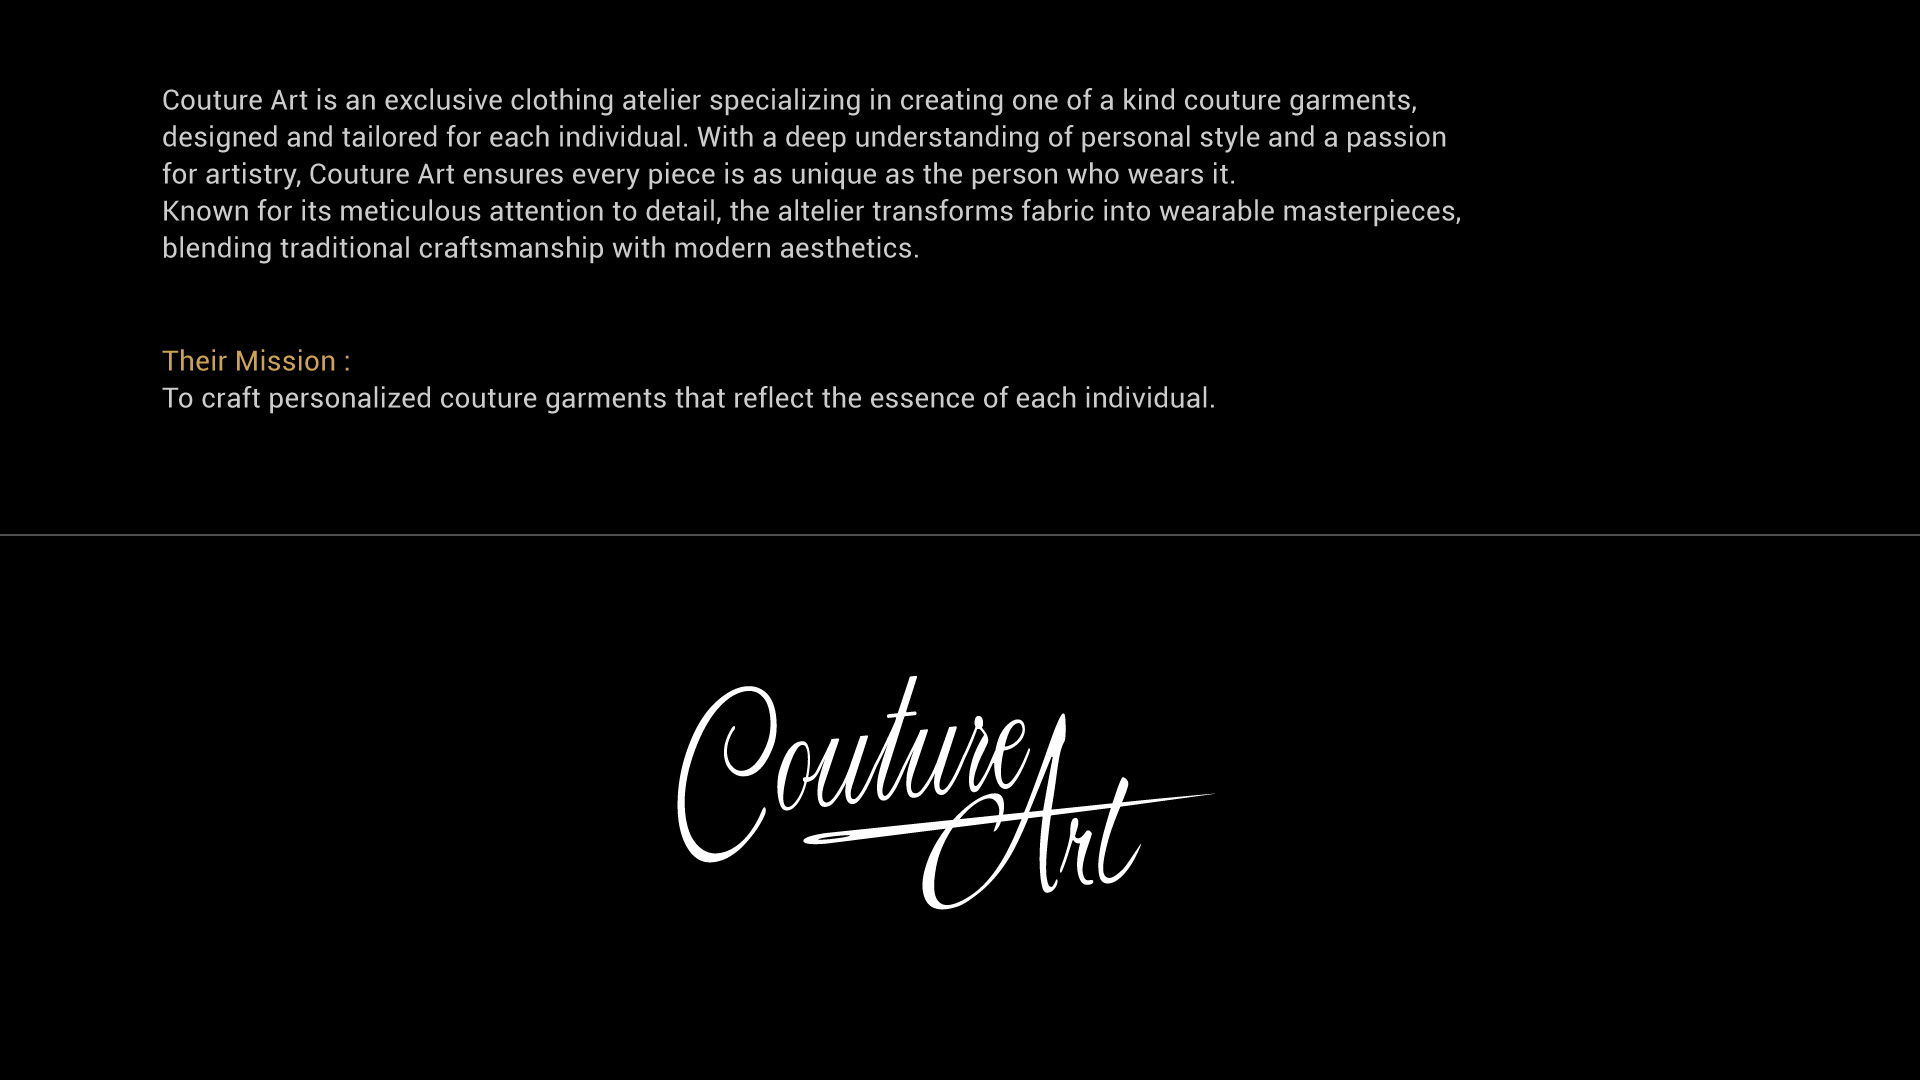 Couture Art is an exclusive clothing atelier specializing in creating one of a kind couture garments,
designed and tailored for each individual. With a deep understanding of personal style and a passion
for artistry, Couture Art ensures every piece is as unique as the person who wears it.
Known for its meticulous attention to detail, the altelier transforms fabric into wearable masterpieces,
blending traditional craftsmanship with modern aesthetics.
Their Mission :
To craft personalized couture garments that reflect the essence of each individual.
Couture
Art